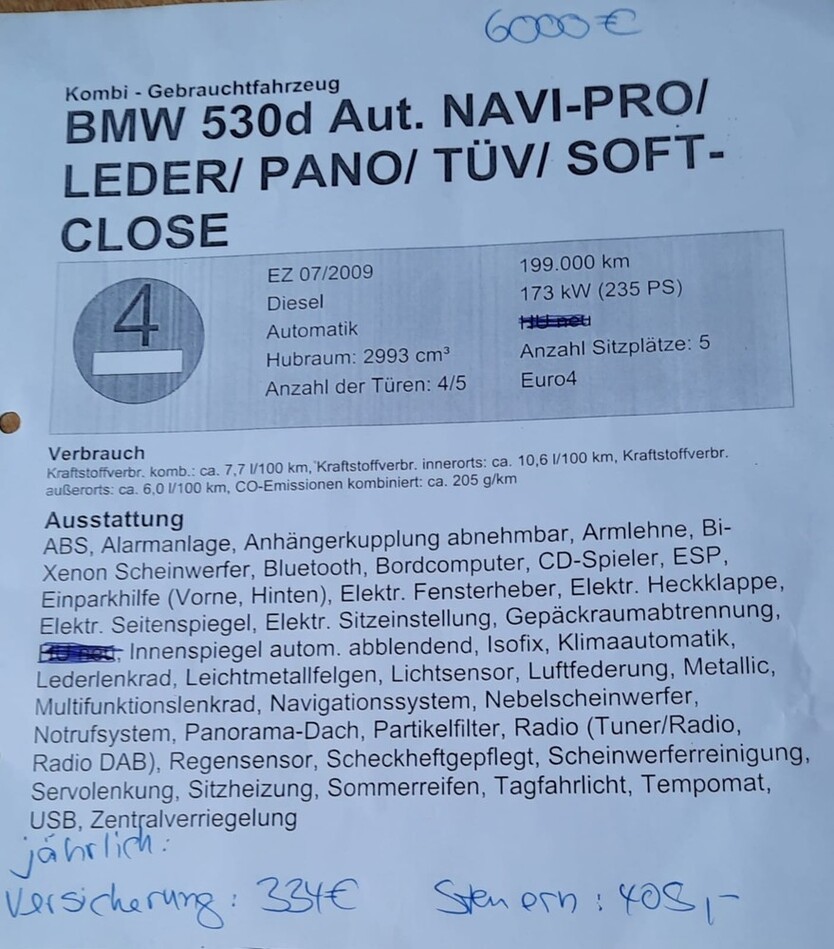 6000€
Kombi - Gebrauchtfahrzeug
BMW 530d Aut. NAVI-PRO/
LEDER/ PANO/ TÜV/ SOFT-
CLOSE
4
EZ 07/2009
Diesel
Automatik
Hubraum: 2993 cm³
Anzahl der Türen: 4/5
199.000 km
173 kW (235 PS)
HU neu
Anzahl Sitzplätze: 5
Euro4
Verbrauch
Kraftstoffverbr. komb.: ca. 7,7 l/100 km, Kraftstoffverbr. innerorts: ca. 10,6 l/100 km, Kraftstoffverbr.
außerorts: ca. 6,0 l/100 km, CO-Emissionen kombiniert: ca. 205 g/km
Ausstattung
ABS, Alarmanlage, Anhängerkupplung abnehmbar, Armlehne, Bi-
Xenon Scheinwerfer, Bluetooth, Bordcomputer, CD-Spieler, ESP,
Einparkhilfe (Vorne, Hinten), Elektr. Fensterheber, Elektr. Heckklappe,
Elektr. Seitenspiegel, Elektr. Sitzeinstellung, Gepäckraumabtrennung,
HU neu, Innenspiegel autom. abblendend, Isofix, Klimaautomatik,
Lederlenkrad, Leichtmetallfelgen, Lichtsensor, Luftfederung, Metallic,
Multifunktionslenkrad, Navigationssystem, Nebelscheinwerfer,
Notrufsystem, Panorama-Dach, Partikelfilter, Radio (Tuner/Radio,
Radio DAB), Regensensor, Scheckheftgepflegt, Scheinwerferreinigung,
Servolenkung, Sitzheizung, Sommerreifen, Tagfahrlicht, Tempomat,
USB, Zentralverriegelung
jährlich:
Versicherung: 334€ Steuern: 408,-